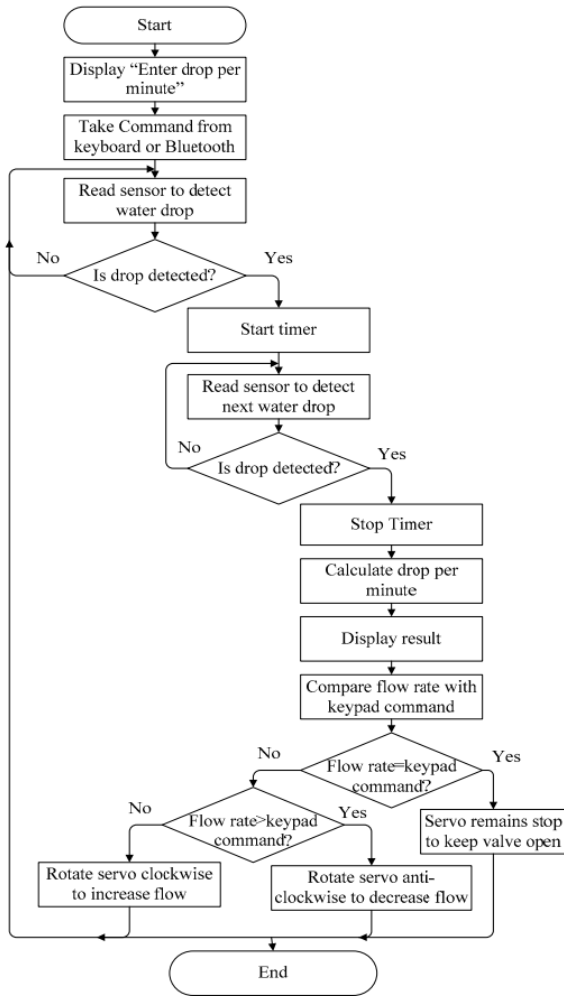 Start
Display “Enter drop per
minute”
Take Command from
keyboard or Bluetooth
Read sensor to detect
water drop
No
Is drop detected?
Yes
Start timer
Read sensor to detect
next water drop
No
Is drop detected?
Yes
Stop Timer
Calculate drop per
minute
Display result
Compare flow rate with
keypad command
No
Flow rate=keypad
command?
Yes
No
Flow rate>keypad
command?
Yes
Servo remains stop
to keep valve open
Rotate servo clockwise
to increase flow
Rotate servo anti-
clockwise to decrease flow
End